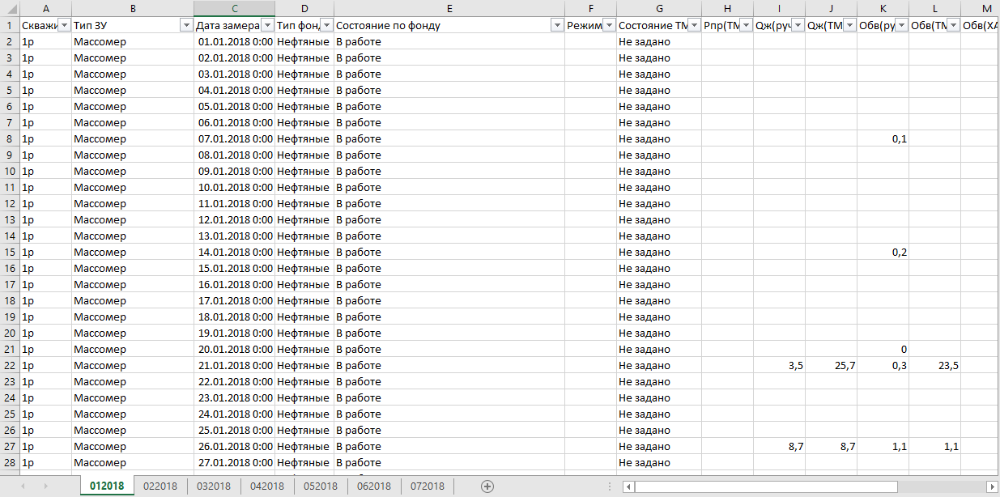 A B C D E F G H I J K L M
1 Скважи Тип ЗУ Дата замера Тип фонд Состояние по фонду Режим Состояние ТМ Рпр(ТМ Qж(руч Qж(ТМ Обв(ру Обв(ТМ Обв(ХА
2 1р Массомер 01.01.2018 0:00 Нефтяные В работе Не задано
3 1р Массомер 02.01.2018 0:00 Нефтяные В работе Не задано
4 1р Массомер 03.01.2018 0:00 Нефтяные В работе Не задано
5 1р Массомер 04.01.2018 0:00 Нефтяные В работе Не задано
6 1р Массомер 05.01.2018 0:00 Нефтяные В работе Не задано
7 1р Массомер 06.01.2018 0:00 Нефтяные В работе Не задано
8 1р Массомер 07.01.2018 0:00 Нефтяные В работе Не задано 0,1
9 1р Массомер 08.01.2018 0:00 Нефтяные В работе Не задано
10 1р Массомер 09.01.2018 0:00 Нефтяные В работе Не задано
11 1р Массомер 10.01.2018 0:00 Нефтяные В работе Не задано
12 1р Массомер 11.01.2018 0:00 Нефтяные В работе Не задано
13 1р Массомер 12.01.2018 0:00 Нефтяные В работе Не задано
14 1р Массомер 13.01.2018 0:00 Нефтяные В работе Не задано
15 1р Массомер 14.01.2018 0:00 Нефтяные В работе Не задано 0,2
16 1р Массомер 15.01.2018 0:00 Нефтяные В работе Не задано
17 1р Массомер 16.01.2018 0:00 Нефтяные В работе Не задано
18 1р Массомер 17.01.2018 0:00 Нефтяные В работе Не задано
19 1р Массомер 18.01.2018 0:00 Нефтяные В работе Не задано
20 1р Массомер 19.01.2018 0:00 Нефтяные В работе Не задано
21 1р Массомер 20.01.2018 0:00 Нефтяные В работе Не задано 0
22 1р Массомер 21.01.2018 0:00 Нефтяные В работе Не задано 3,5 25,7 0,3 23,5
23 1р Массомер 22.01.2018 0:00 Нефтяные В работе Не задано
24 1р Массомер 23.01.2018 0:00 Нефтяные В работе Не задано
25 1р Массомер 24.01.2018 0:00 Нефтяные В работе Не задано
26 1р Массомер 25.01.2018 0:00 Нефтяные В работе Не задано
27 1р Массомер 26.01.2018 0:00 Нефтяные В работе Не задано 8,7 8,7 1,1 1,1
28 1р Массомер 27.01.2018 0:00 Нефтяные В работе Не задано
012018 022018 032018 042018 052018 062018 072018